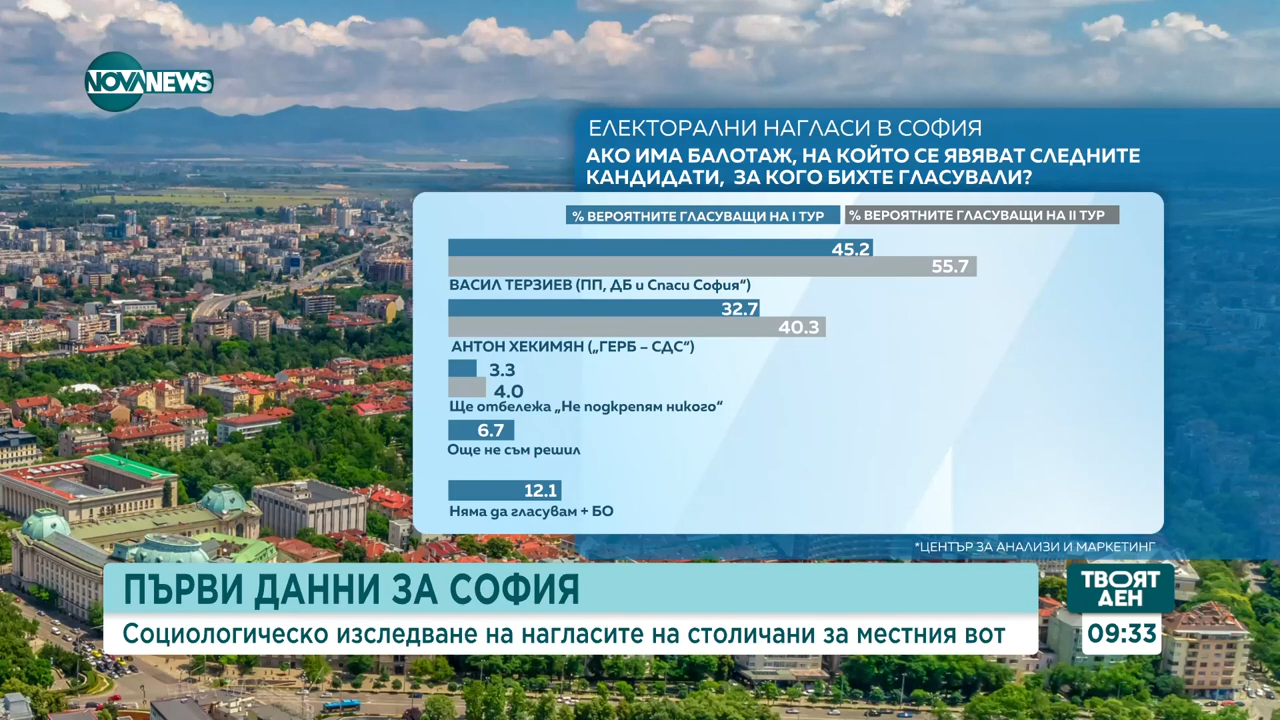 NOVANEWS
ЕЛЕКТОРАЛНИ НАГЛАСИ В СОФИЯ
АКО ИМА БАЛОТАЖ, НА КОЙТО СЕ ЯВЯВАТ СЛЕДНИТЕ
КАНДИДАТИ, ЗА КОГО БИХТЕ ГЛАСУВАЛИ?
% ВЕРОЯТНИТЕ ГЛАСУВАЩИ НА I ТУР
% ВЕРОЯТНИТЕ ГЛАСУВАЩИ НА II ТУР
45.2
55.7
ВАСИЛ ТЕРЗИЕВ (ПП, ДБ и Спаси София“)
32.7
40.3
АНТОН ХЕКИМЯН („ГЕРБ – СДС“)
3.3
4.0
Ще отбележа „Не подкрепям никого“
6.7
Още не съм решил
12.1
Няма да гласувам + БО
*ЦЕНТЪР ЗА АНАЛИЗИ И МАРКЕТИНГ
ПЪРВИ ДАННИ ЗА СОФИЯ
Социологическо изследване на нагласите на столичани за местния вот
ТВОЯТ
ДЕН
09:33